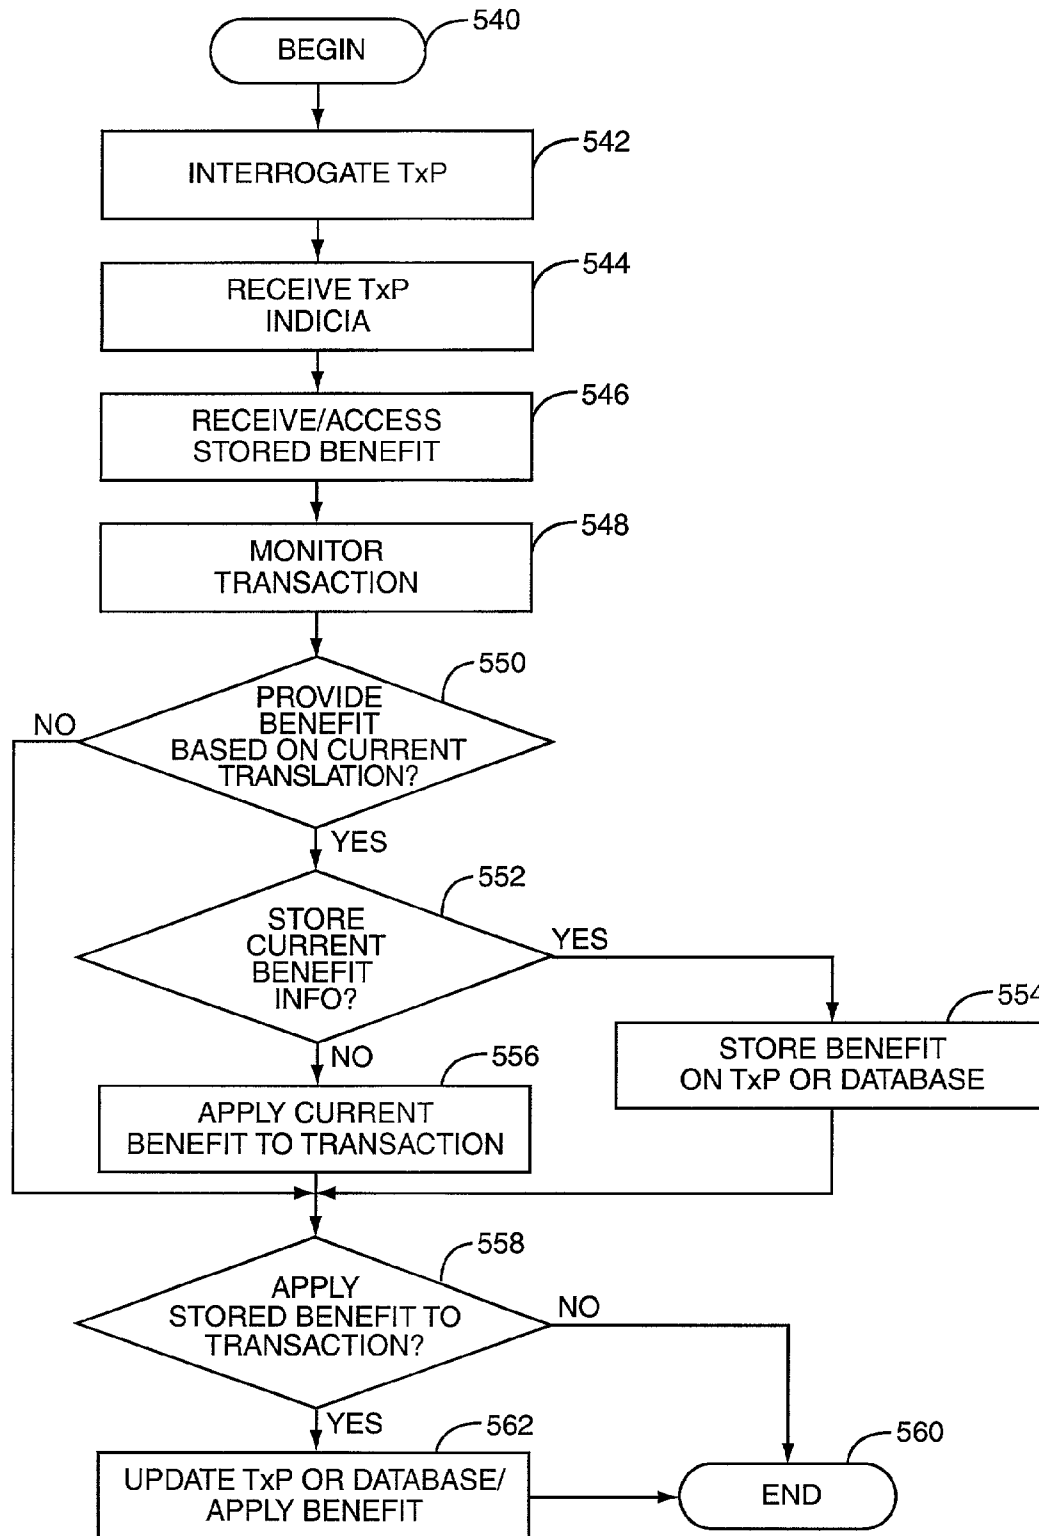 540
BEGIN
542
INTERROGATE TxP
544
RECEIVE TxP
INDICIA
546
RECEIVE/ACCESS
STORED BENEFIT
548
MONITOR
TRANSACTION
550
PROVIDE
BENEFIT
BASED ON CURRENT
TRANSLATION?
NO
YES
552
STORE
CURRENT
BENEFIT
INFO?
YES
554
STORE BENEFIT
ON TxP OR DATABASE
NO
556
APPLY CURRENT
BENEFIT TO TRANSACTION
558
APPLY
STORED BENEFIT TO
TRANSACTION?
NO
YES
562
UPDATE TxP OR DATABASE/
APPLY BENEFIT
560
END